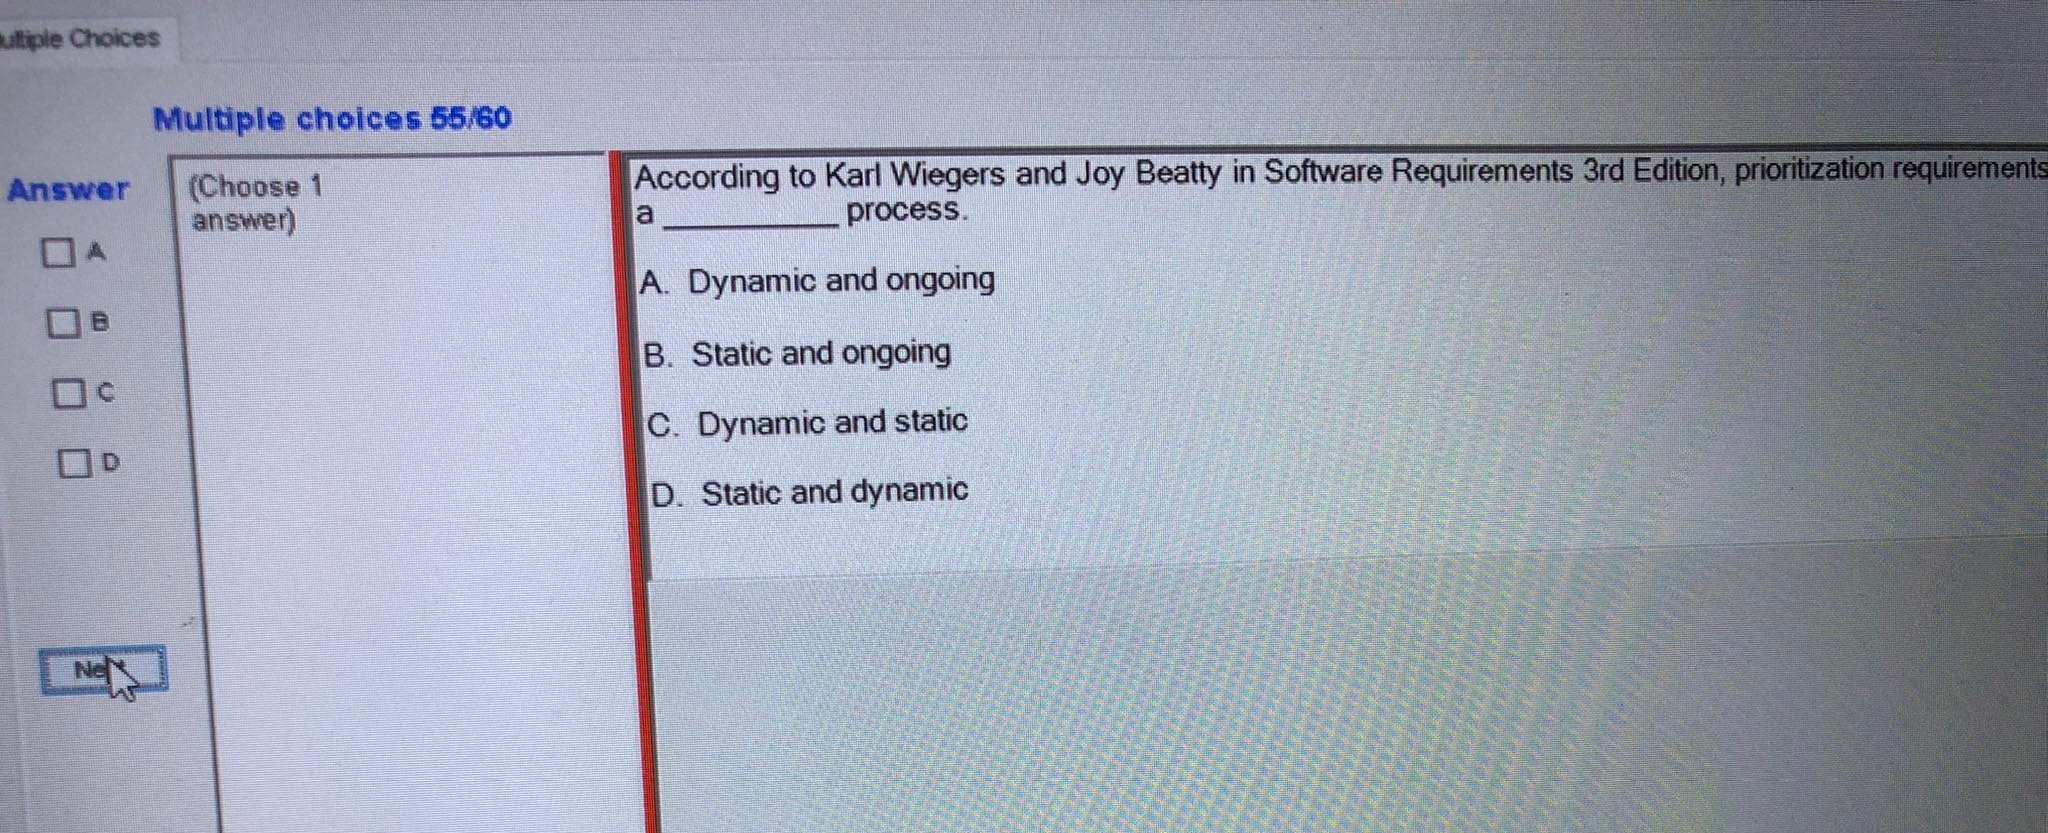 ultiple Choices
Multiple choices 55/60
Answer
(Choose 1
answer)
A
B
C
D
According to Karl Wiegers and Joy Beatty in Software Requirements 3rd Edition, prioritization requirements
a __________ process.
A. Dynamic and ongoing
B. Static and ongoing
C. Dynamic and static
D. Static and dynamic